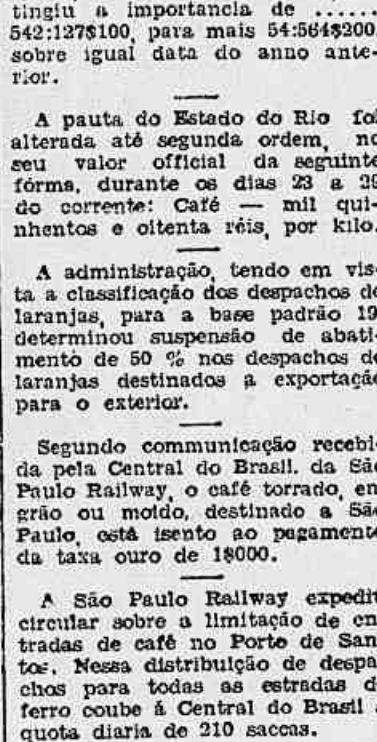 tingiu a importancia de ......
542:127$100, para mais 54:564$200
sobre igual data do anno ante-
rior.
A pauta do Estado do Rio foi
alterada até segunda ordem, no
seu valor official da seguinte
fórma, durante os dias 23 a 29
do corrente: Café — mil qui-
nhentos e oitenta réis, por kilo.
A administração, tendo em vis-
ta a classificação dos despachos de
laranjas, para a base padrão 19,
determinou suspensão de abati-
mento de 50 % nos despachos de
laranjas destinados a exportação
para o exterior.
Segundo communicação recebi-
da pela Central do Brasil, da São
Paulo Railway, o café torrado, em
grão ou moido, destinado a São
Paulo, está isento ao pagamento
da taxa ouro de 1$000.
A São Paulo Railway expediu
circular sobre a limitação de en-
tradas de café no Porto de San-
tos. Nessa distribuição de despa-
chos para todas as estradas de
ferro coube á Central do Brasil a
quota diaria de 210 saccas.